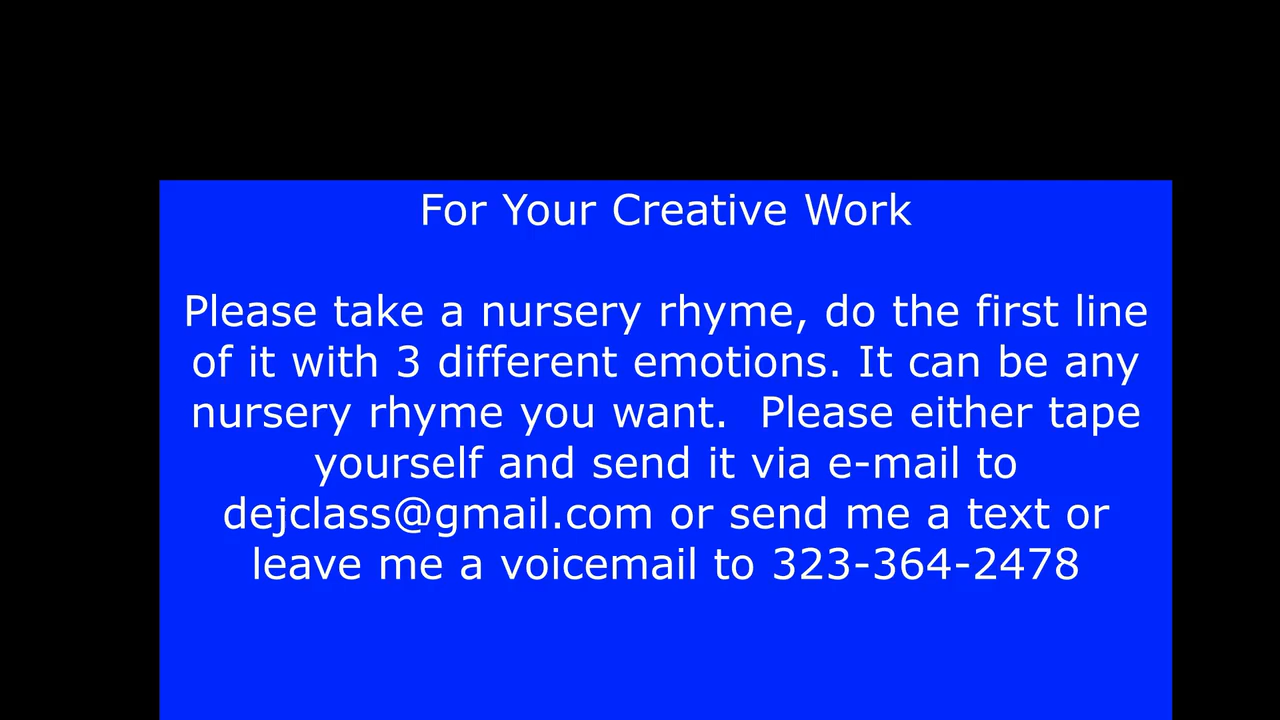 For Your Creative Work
Please take a nursery rhyme, do the first line
of it with 3 different emotions. It can be any
nursery rhyme you want.  Please either tape
yourself and send it via e-mail to
dejclass@gmail.com or send me a text or
leave me a voicemail to 323-364-2478